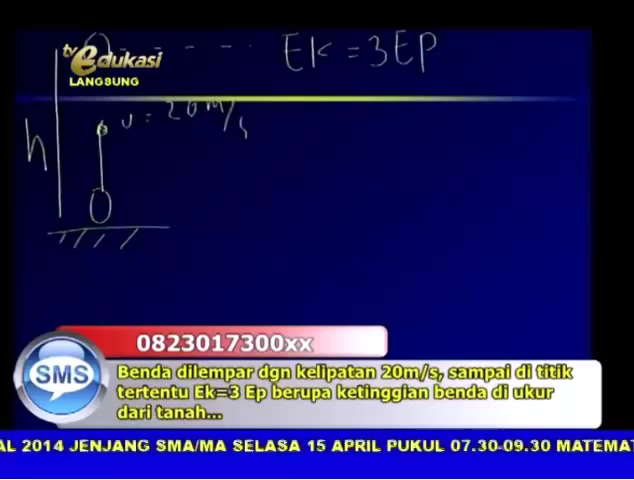 tv edukasi
LANGSUNG
EK = 3EP
v = 20 m/s
h
0823017300xx
SMS
Benda dilempar dgn kelipatan 20m/s, sampai di titik
tertentu Ek=3 Ep berupa ketinggian benda di ukur
dari tanah...
AL 2014 JENJANG SMA/MA SELASA 15 APRIL PUKUL 07.30-09.30 MATEMAT